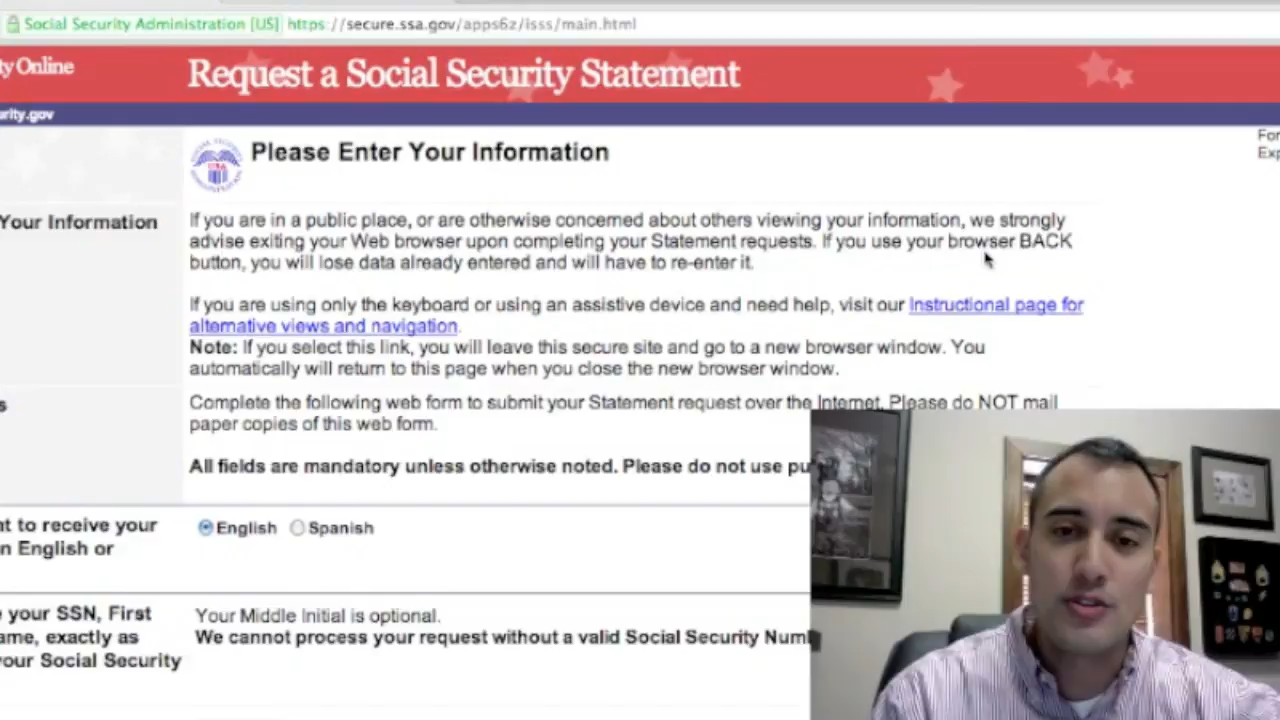 Social Security Administration [US] https://secure.ssa.gov/apps6z/isss/main.html
ty Online
Request a Social Security Statement
urity.gov
Please Enter Your Information
For
Exp
Your Information
If you are in a public place, or are otherwise concerned about others viewing your information, we strongly
advise exiting your Web browser upon completing your Statement requests. If you use your browser BACK
button, you will lose data already entered and will have to re-enter it.
If you are using only the keyboard or using an assistive device and need help, visit our Instructional page for
alternative views and navigation.
Note: If you select this link, you will leave this secure site and go to a new browser window. You
automatically will return to this page when you close the new browser window.
s
Complete the following web form to submit your Statement request over the Internet. Please do NOT mail
paper copies of this web form.
All fields are mandatory unless otherwise noted. Please do not use pu
nt to receive your
n English or
English Spanish
e your SSN, First
ame, exactly as
your Social Security
Your Middle Initial is optional.
We cannot process your request without a valid Social Security Num